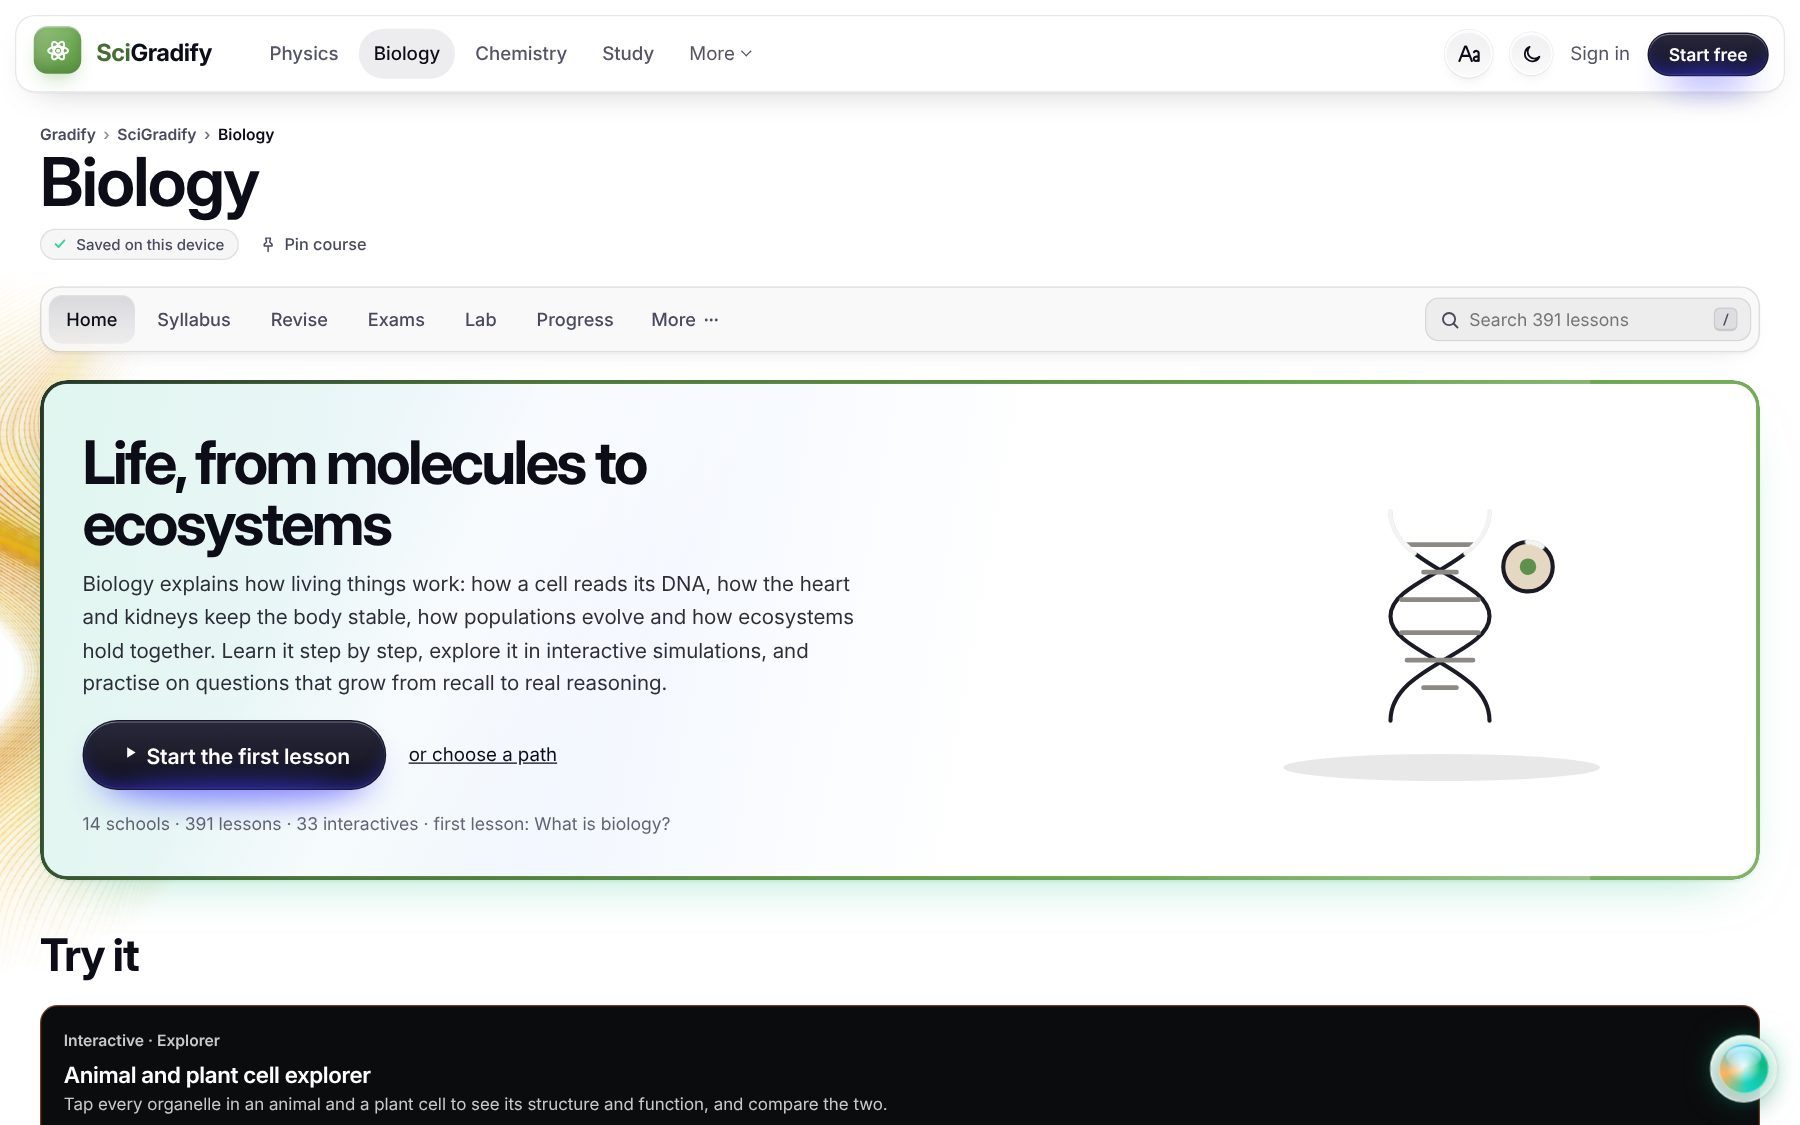 SciGradify
Physics
Biology
Chemistry
Study
More
Aa
Sign in
Start free
Gradify › SciGradify › Biology
Biology
Saved on this device
Pin course
Home
Syllabus
Revise
Exams
Lab
Progress
More ···
Search 391 lessons
/
Life, from molecules to
ecosystems
Biology explains how living things work: how a cell reads its DNA, how the heart
and kidneys keep the body stable, how populations evolve and how ecosystems
hold together. Learn it step by step, explore it in interactive simulations, and
practise on questions that grow from recall to real reasoning.
Start the first lesson
or choose a path
14 schools · 391 lessons · 33 interactives · first lesson: What is biology?
Try it
Interactive · Explorer
Animal and plant cell explorer
Tap every organelle in an animal and a plant cell to see its structure and function, and compare the two.